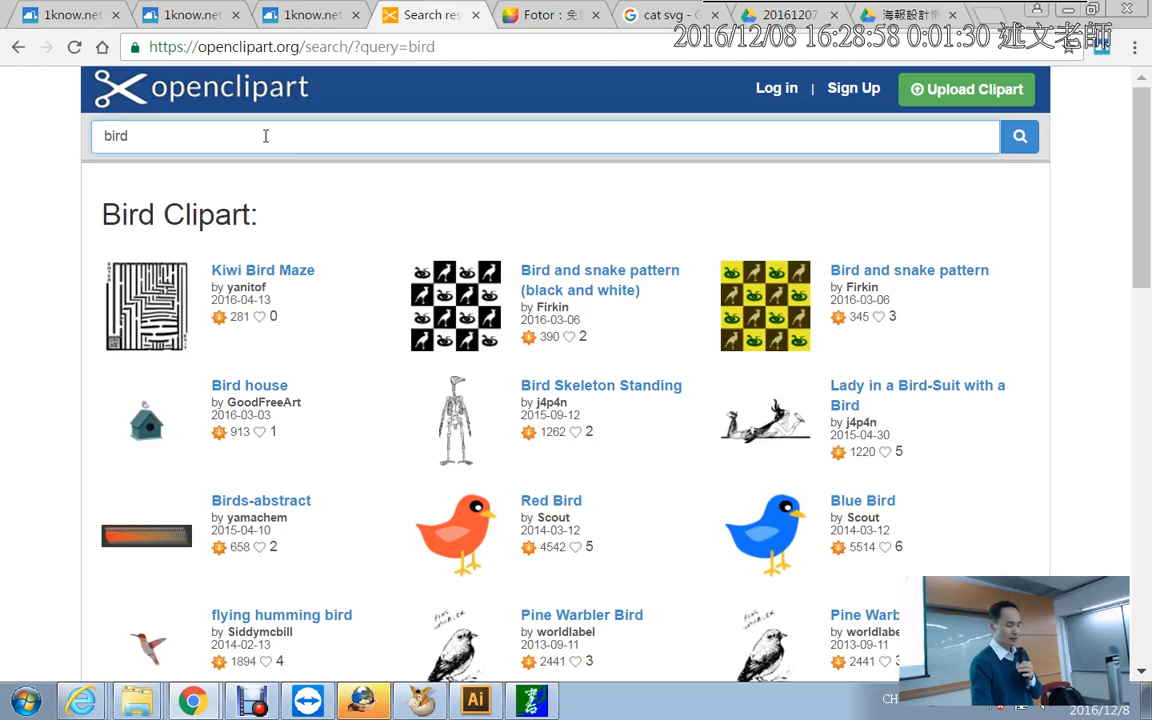 1know.net
1know.net
1know.net
Search res
Fotor : 免
cat svg - G
20161207
海報設計
2016/12/08 16:28:58 0:01:30 述文老師
https://openclipart.org/search/?query=bird
openclipart
Log in | Sign Up
Upload Clipart
bird
Bird Clipart:
Kiwi Bird Maze
by yanitof
2016-04-13
281 0
Bird and snake pattern
(black and white)
by Firkin
2016-03-06
390 2
Bird and snake pattern
by Firkin
2016-03-06
345 3
Bird house
by GoodFreeArt
2016-03-03
913 1
Bird Skeleton Standing
by j4p4n
2015-09-12
1262 2
Lady in a Bird-Suit with a
Bird
by j4p4n
2015-04-30
1220 5
Birds-abstract
by yamachem
2015-04-10
658 2
Red Bird
by Scout
2014-03-12
4542 5
Blue Bird
by Scout
2014-03-12
5514 6
flying humming bird
by Siddymcbill
2014-02-13
1894 4
Pine Warbler Bird
by worldlabel
2013-09-11
2441 3
Pine Warb
by worldlabe
2013-09-11
2441 3
Ai
CH
2016/12/8